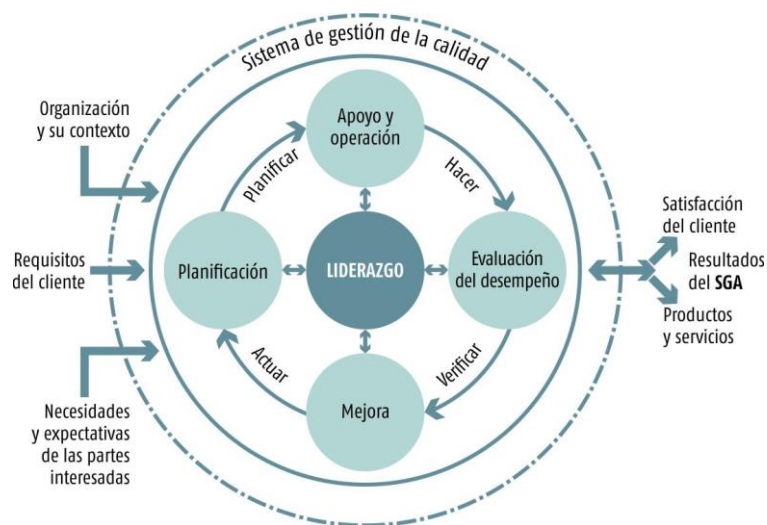 Sistema de gestión de la calidad
Organización
y su contexto
Requisitos
del cliente
Necesidades
y expectativas
de las partes
interesadas
Apoyo y
operación
Planificar
Hacer
Planificación
LIDERAZGO
Evaluación
del desempeño
Actuar
Verificar
Mejora
Satisfacción
del cliente
Resultados
del SGA
Productos
y servicios